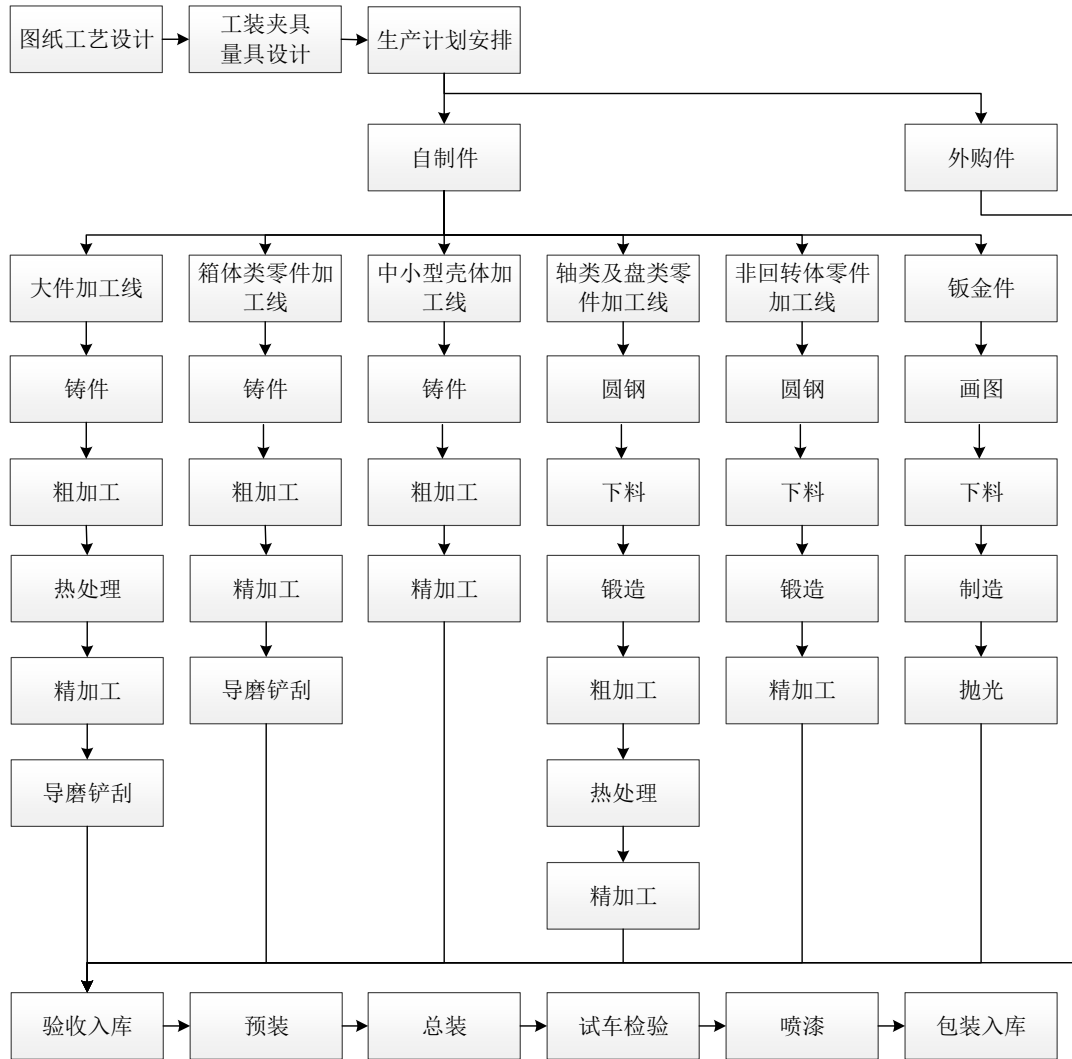 图纸工艺设计
工装夹具
量具设计
生产计划安排
自制件
外购件
大件加工线
箱体类零件加
工线
中小型壳体加
工线
轴类及盘类零
件加工线
非回转体零件
加工线
钣金件
铸件
铸件
铸件
圆钢
圆钢
画图
粗加工
粗加工
粗加工
下料
下料
下料
热处理
精加工
精加工
锻造
锻造
制造
精加工
导磨铲刮
粗加工
精加工
抛光
导磨铲刮
热处理
精加工
验收入库
预装
总装
试车检验
喷漆
包装入库